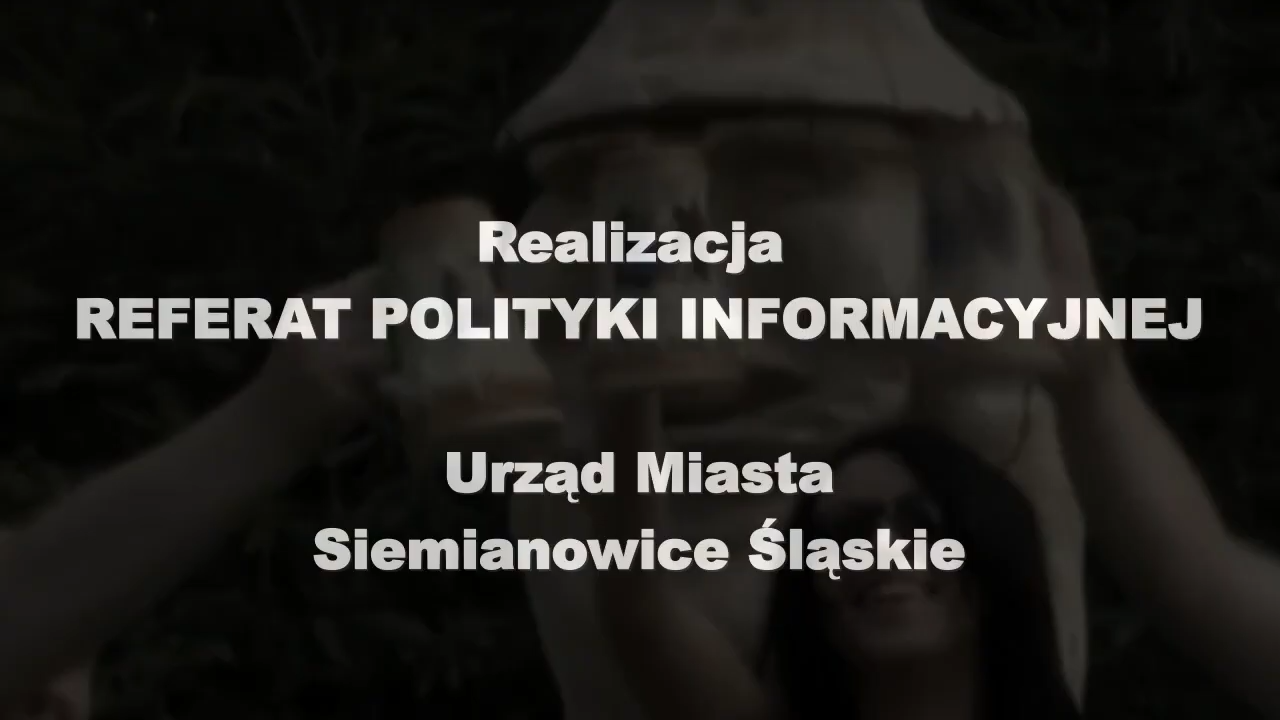 Realizacja
REFERAT POLITYKI INFORMACYJNEJ
Urząd Miasta
Siemianowice Śląskie